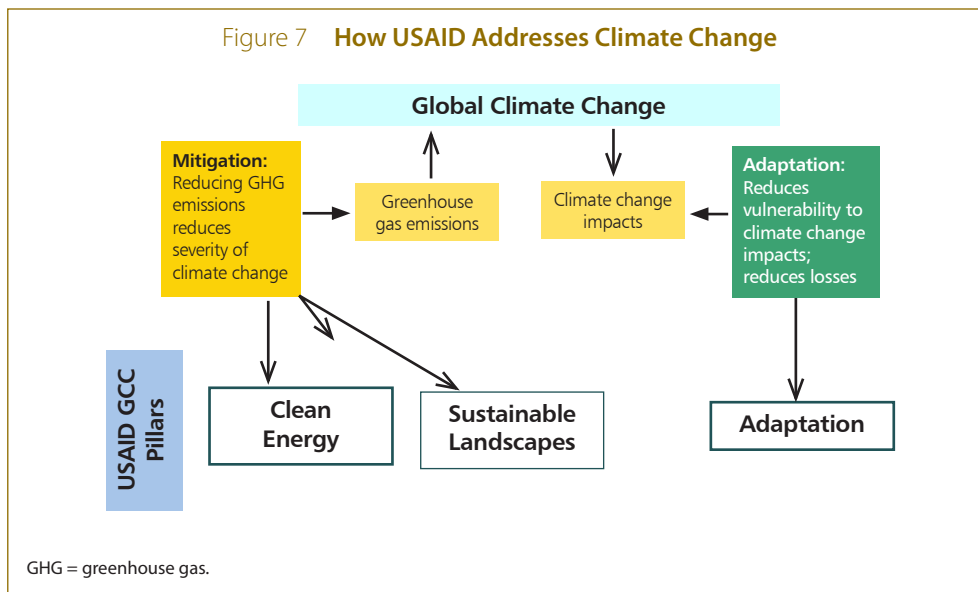 Figure 7 How USAID Addresses Climate Change
Global Climate Change
Mitigation:
Reducing GHG
emissions
reduces
severity of
climate change
Greenhouse
gas emissions
Climate change
impacts
Adaptation:
Reduces
vulnerability to
climate change
impacts;
reduces losses
USAID GCC
Pillars
Clean
Energy
Sustainable
Landscapes
Adaptation
GHG = greenhouse gas.